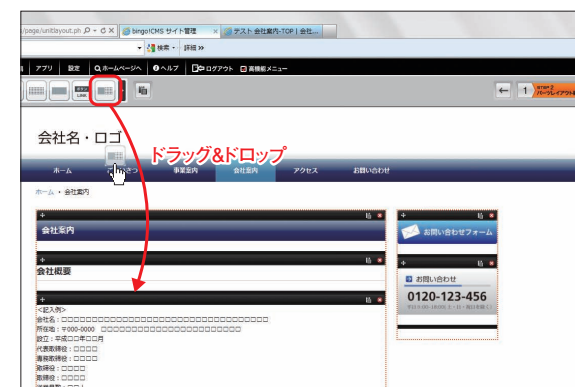 /page/unitlayout.ph
bingo!CMS サイト管理
テスト 会社案内-TOP | 会社...
検索
詳細 >>
アプリ 設定 Q.ホームページへ ヘルプ ログアウト 高機能メニュー
LINK
1 STEP2
会社名・ロゴ
ドラッグ&ドロップ
ホーム さつ 事業案内 会社案内 アクセス お問い合わせ
ホーム › 会社案内
会社案内
お問い合わせフォーム
会社概要
お問い合わせ
0120-123-456
<記入例>
会社名：□□□□□□□□□□□□□□□□□□□□□□□□□
所在地：〒000-0000 □□□□□□□□□□□□□□□□□□□□
設立：平成□□年□□月
代表取締役：□□□□
専務取締役：□□□□
取締役：□□□□
取締役：□□□□